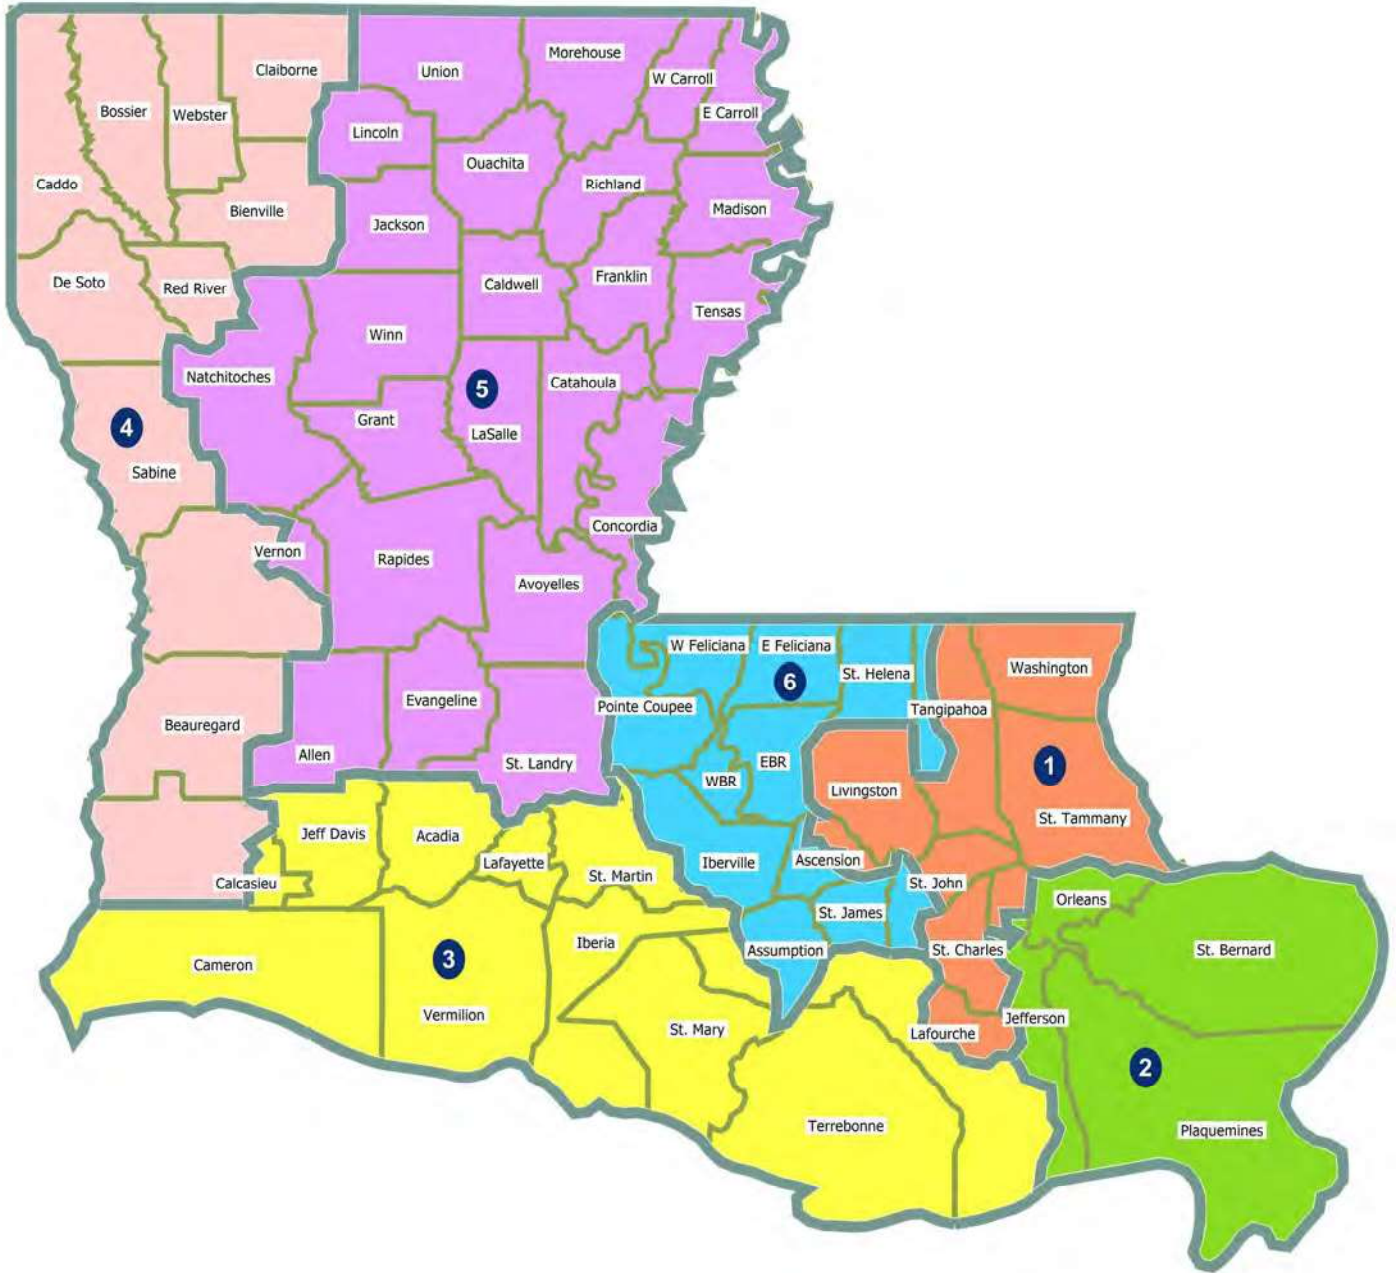 Claiborne
Union
Morehouse
W Carroll
Bossier
Webster
E Carroll
Lincoln
Ouachita
Richland
Caddo
Bienville
Madison
Jackson
De Soto
Red River
Caldwell
Franklin
Tensas
Winn
Natchitoches
5
Catahoula
4
Grant
LaSalle
Sabine
Concordia
Vernon
Rapides
Avoyelles
W Feliciana
E Feliciana
St. Helena
Washington
6
Evangeline
Pointe Coupee
Tangipahoa
Beauregard
Allen
St. Landry
EBR
1
WBR
Livingston
St. Tammany
Jeff Davis
Acadia
Lafayette
Iberville
Ascension
St. Martin
Calcasieu
St. John
Orleans
St. James
Iberia
Assumption
St. Charles
St. Bernard
Cameron
3
Vermilion
St. Mary
Lafourche
Jefferson
2
Terrebonne
Plaquemines